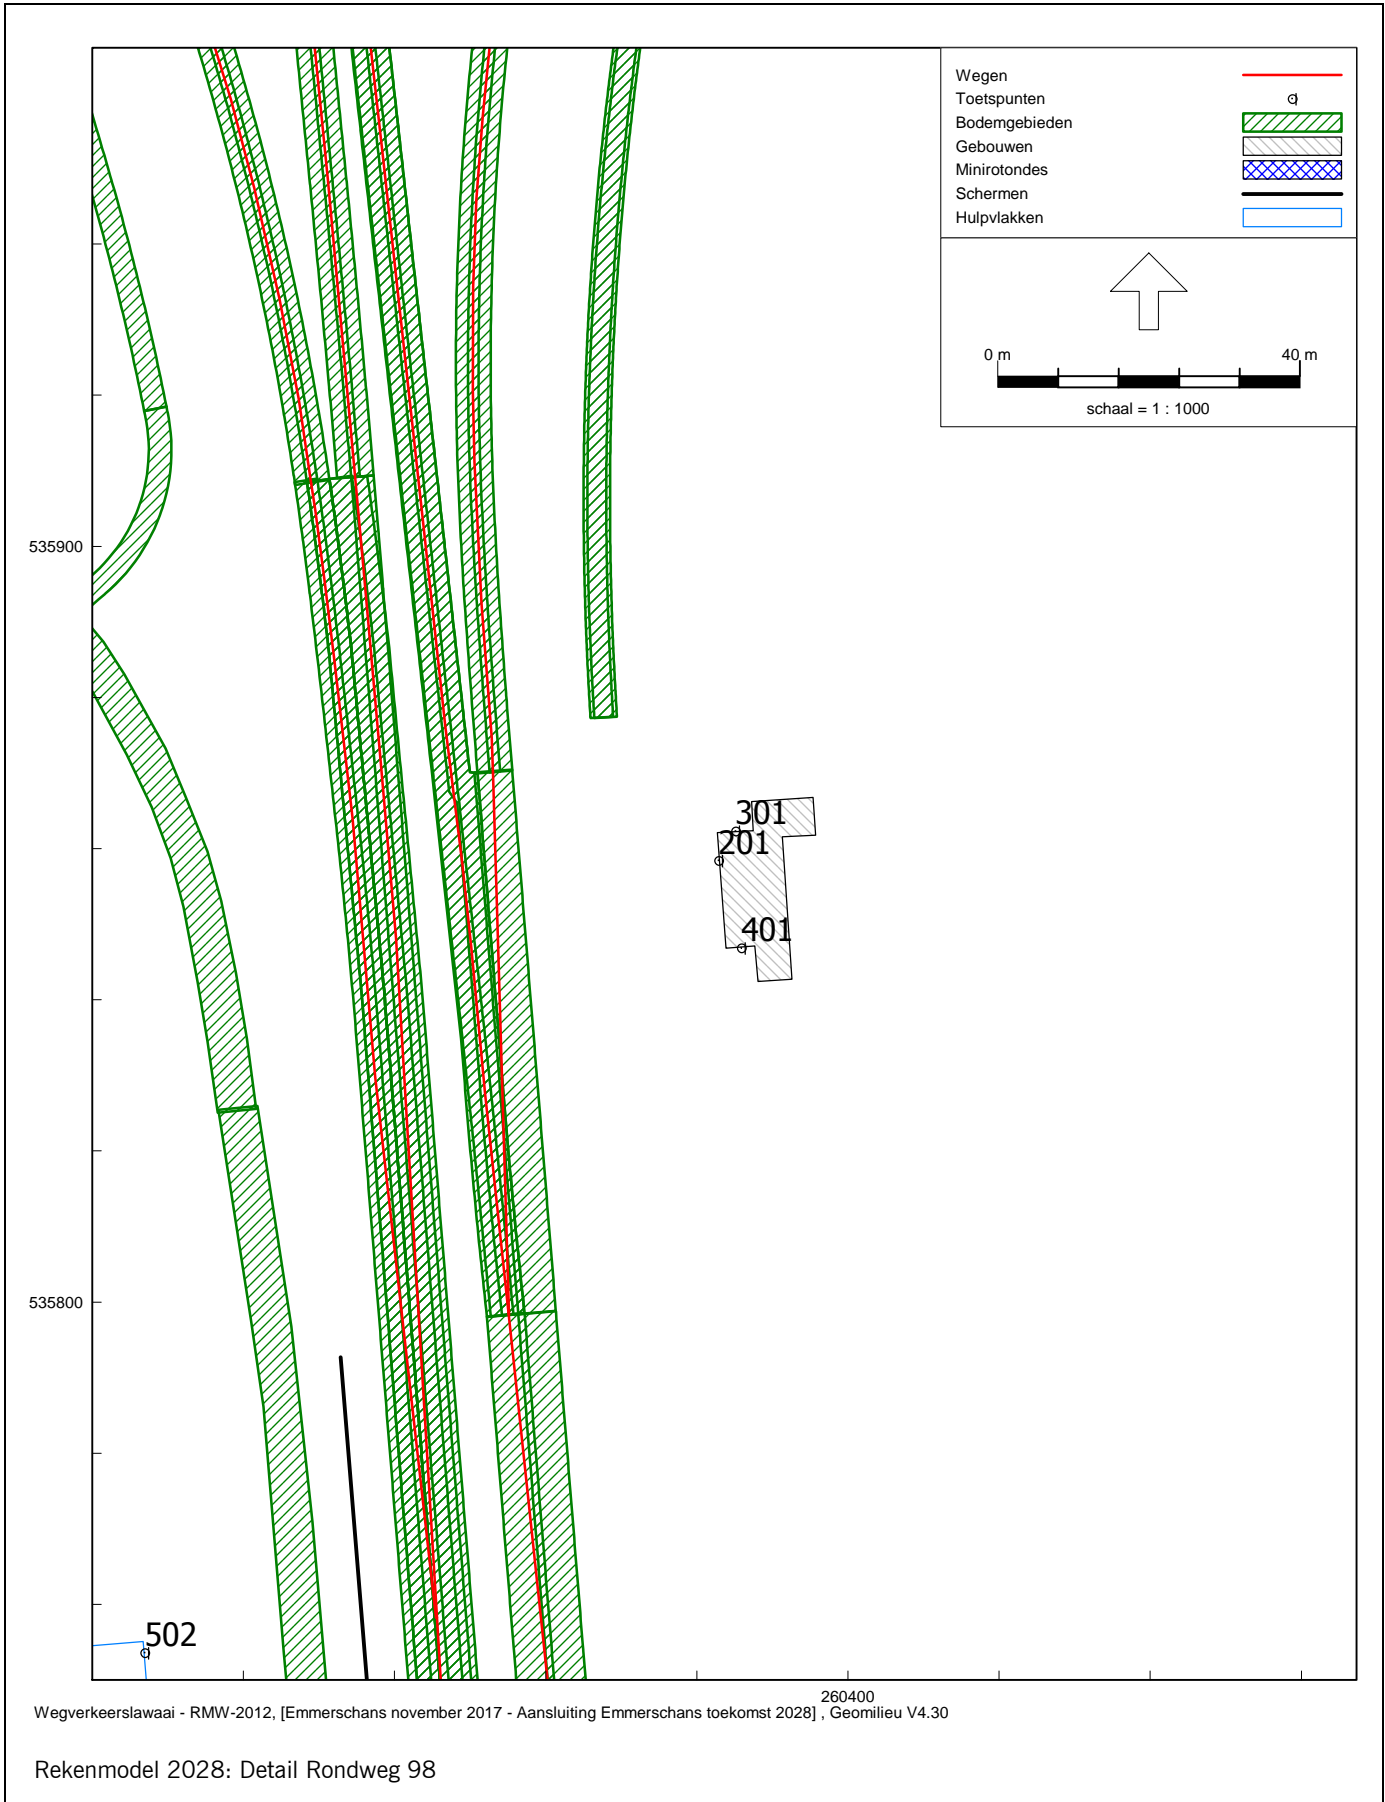 Wegen
Toetspunten
Bodemgebieden
Gebouwen
Minirotondes
Schermen
Hulpvlakken
0 m 40 m
schaal = 1 : 1000
535900
301
201
401
535800
502
260400
Wegverkeerslawaai - RMW-2012, [Emmerschans november 2017 - Aansluiting Emmerschans toekomst 2028] , Geomilieu V4.30
Rekenmodel 2028: Detail Rondweg 98